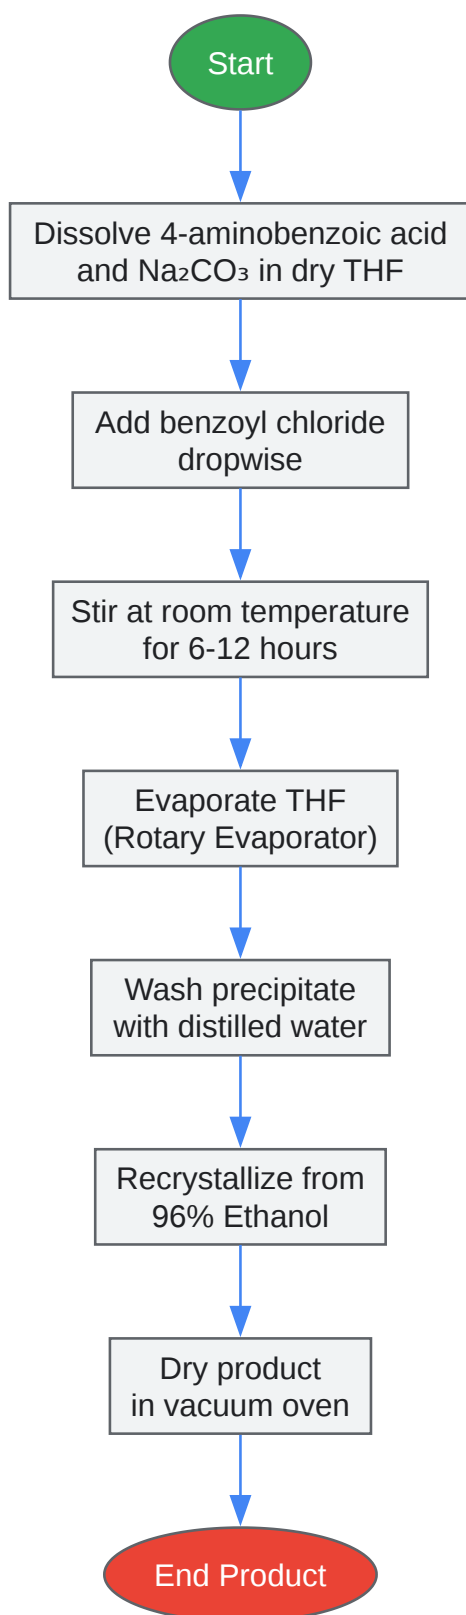 Start
Dissolve 4-aminobenzoic acid
and Na₂CO₃ in dry THF
Add benzoyl chloride
dropwise
Stir at room temperature
for 6-12 hours
Evaporate THF
(Rotary Evaporator)
Wash precipitate
with distilled water
Recrystallize from
96% Ethanol
Dry product
in vacuum oven
End Product